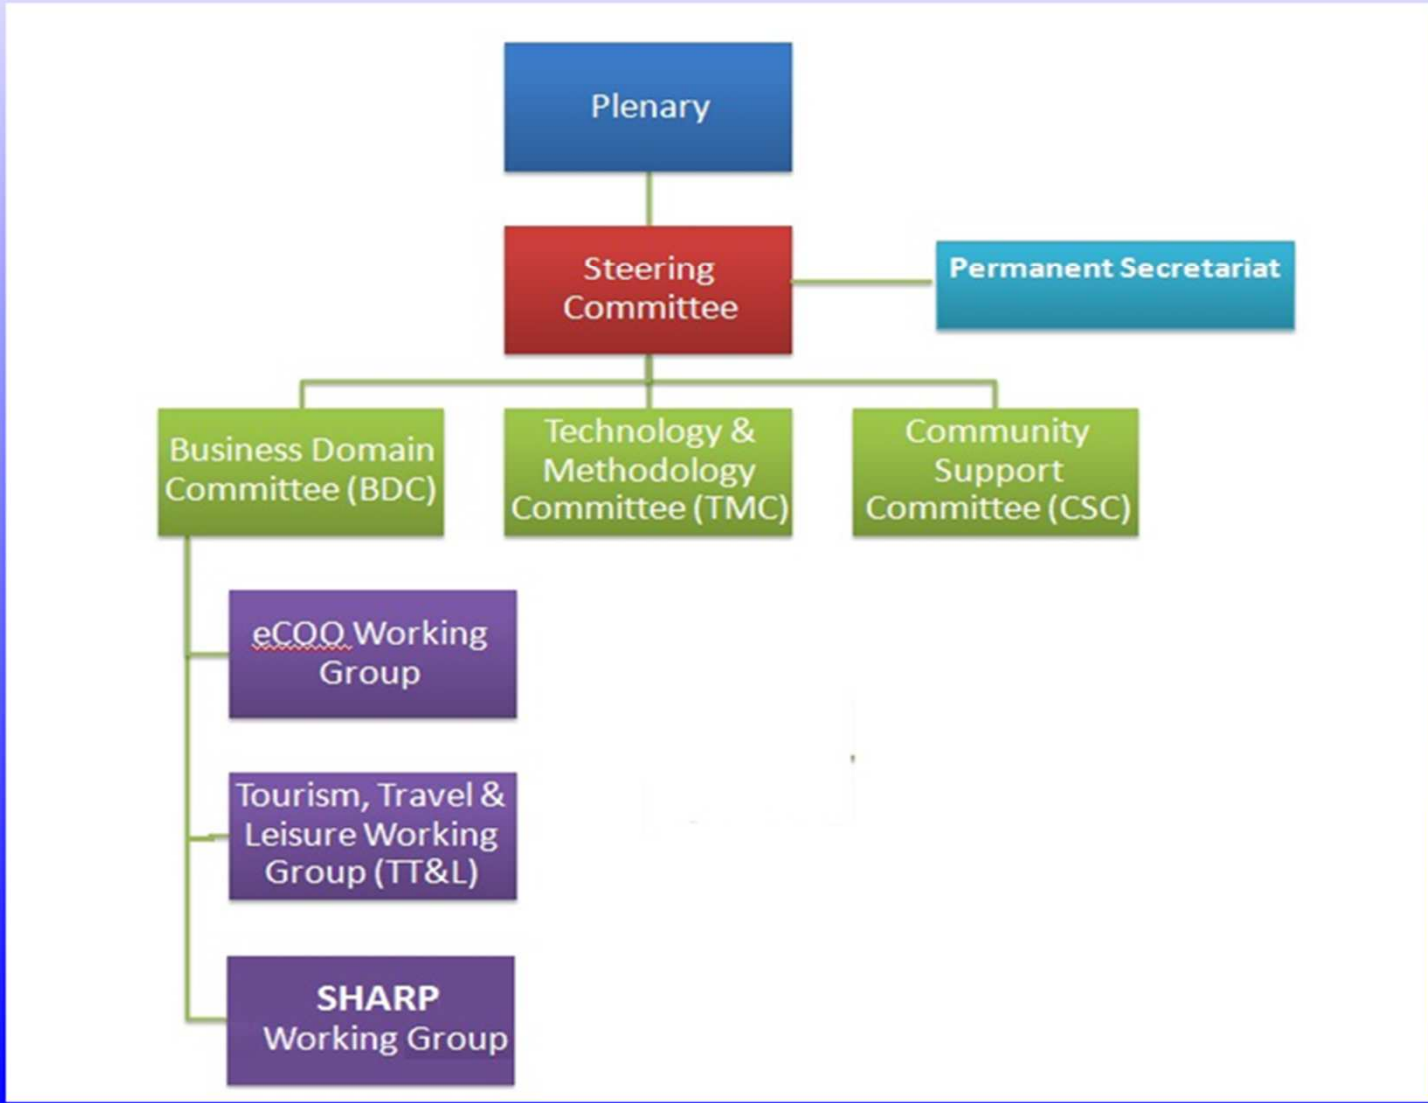 Plenary
Steering
Committee
Permanent Secretariat
Business Domain
Committee (BDC)
Technology &
Methodology
Committee (TMC)
Community
Support
Committee (CSC)
eCOO Working
Group
Tourism, Travel &
Leisure Working
Group (TT&L)
SHARP
Working Group